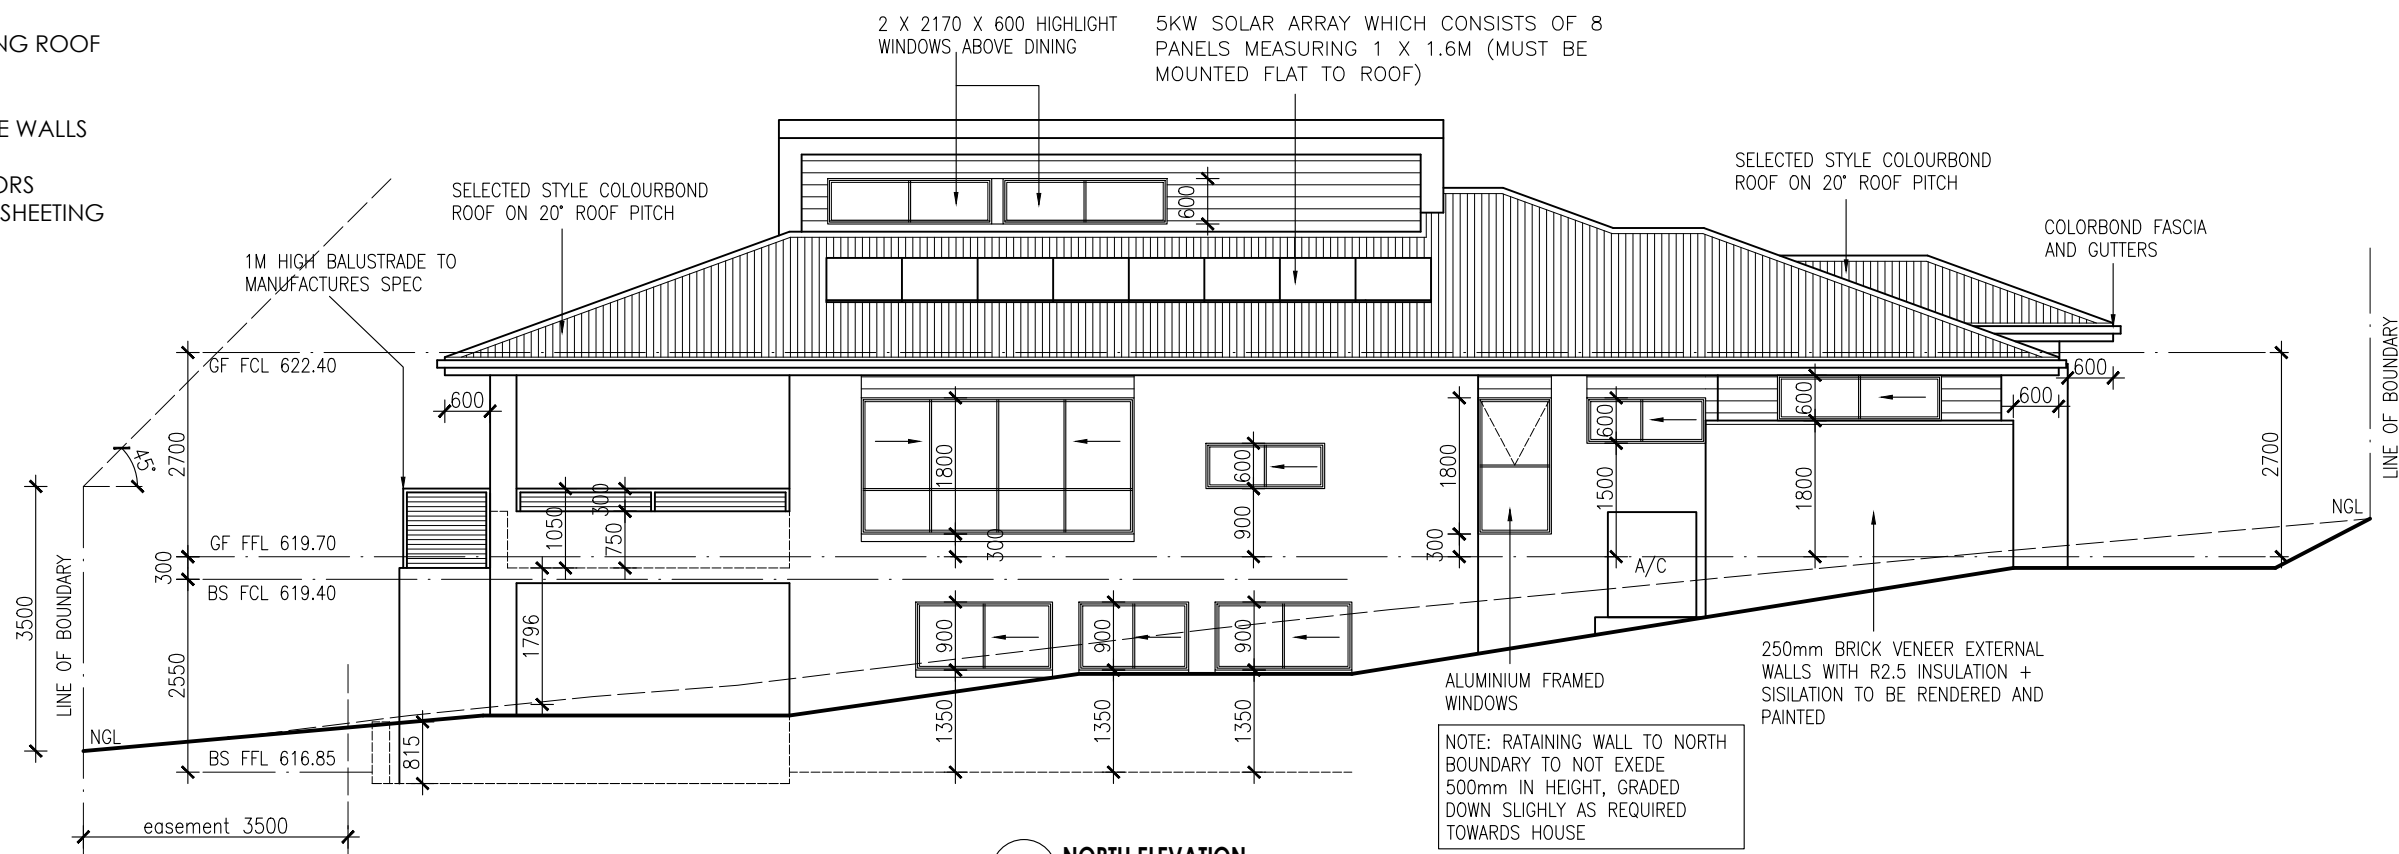 NG ROOF
E WALLS
ORS
SHEETING
2 X 2170 X 600 HIGHLIGHT
WINDOWS ABOVE DINING
5KW SOLAR ARRAY WHICH CONSISTS OF 8
PANELS MEASURING 1 X 1.6M (MUST BE
MOUNTED FLAT TO ROOF)
SELECTED STYLE COLOURBOND
ROOF ON 20° ROOF PITCH
SELECTED STYLE COLOURBOND
ROOF ON 20° ROOF PITCH
COLORBOND FASCIA
AND GUTTERS
1M HIGH BALUSTRADE TO
MANUFACTURES SPEC
600
GF FCL 622.40
600
600
600
2700
45°
1800
600
1800
600
1500
600
1800
2700
LINE OF BOUNDARY
NGL
1050
300
750
300
900
300
GF FFL 619.70
300
BS FCL 619.40
A/C
3500
LINE OF BOUNDARY
2550
1796
900
900
900
250mm BRICK VENEER EXTERNAL
WALLS WITH R2.5 INSULATION +
SISILATION TO BE RENDERED AND
PAINTED
ALUMINIUM FRAMED
WINDOWS
NGL
BS FFL 616.85
815
1350
1350
1350
NOTE: RATAINING WALL TO NORTH
BOUNDARY TO NOT EXEDE
500mm IN HEIGHT, GRADED
DOWN SLIGHLY AS REQUIRED
TOWARDS HOUSE
easement 3500
NORTH ELEVATION